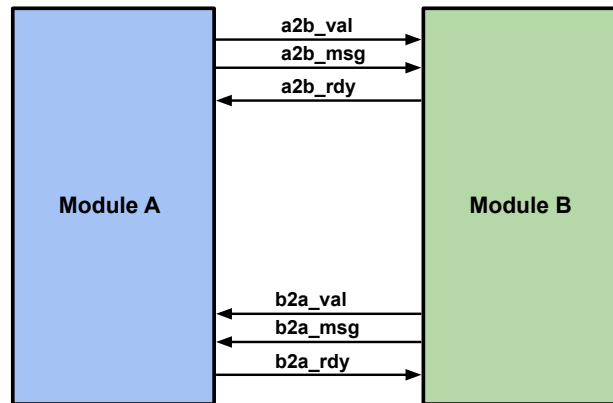 a2b_val
a2b_msg
a2b_rdy
Module A
Module B
b2a_val
b2a_msg
b2a_rdy